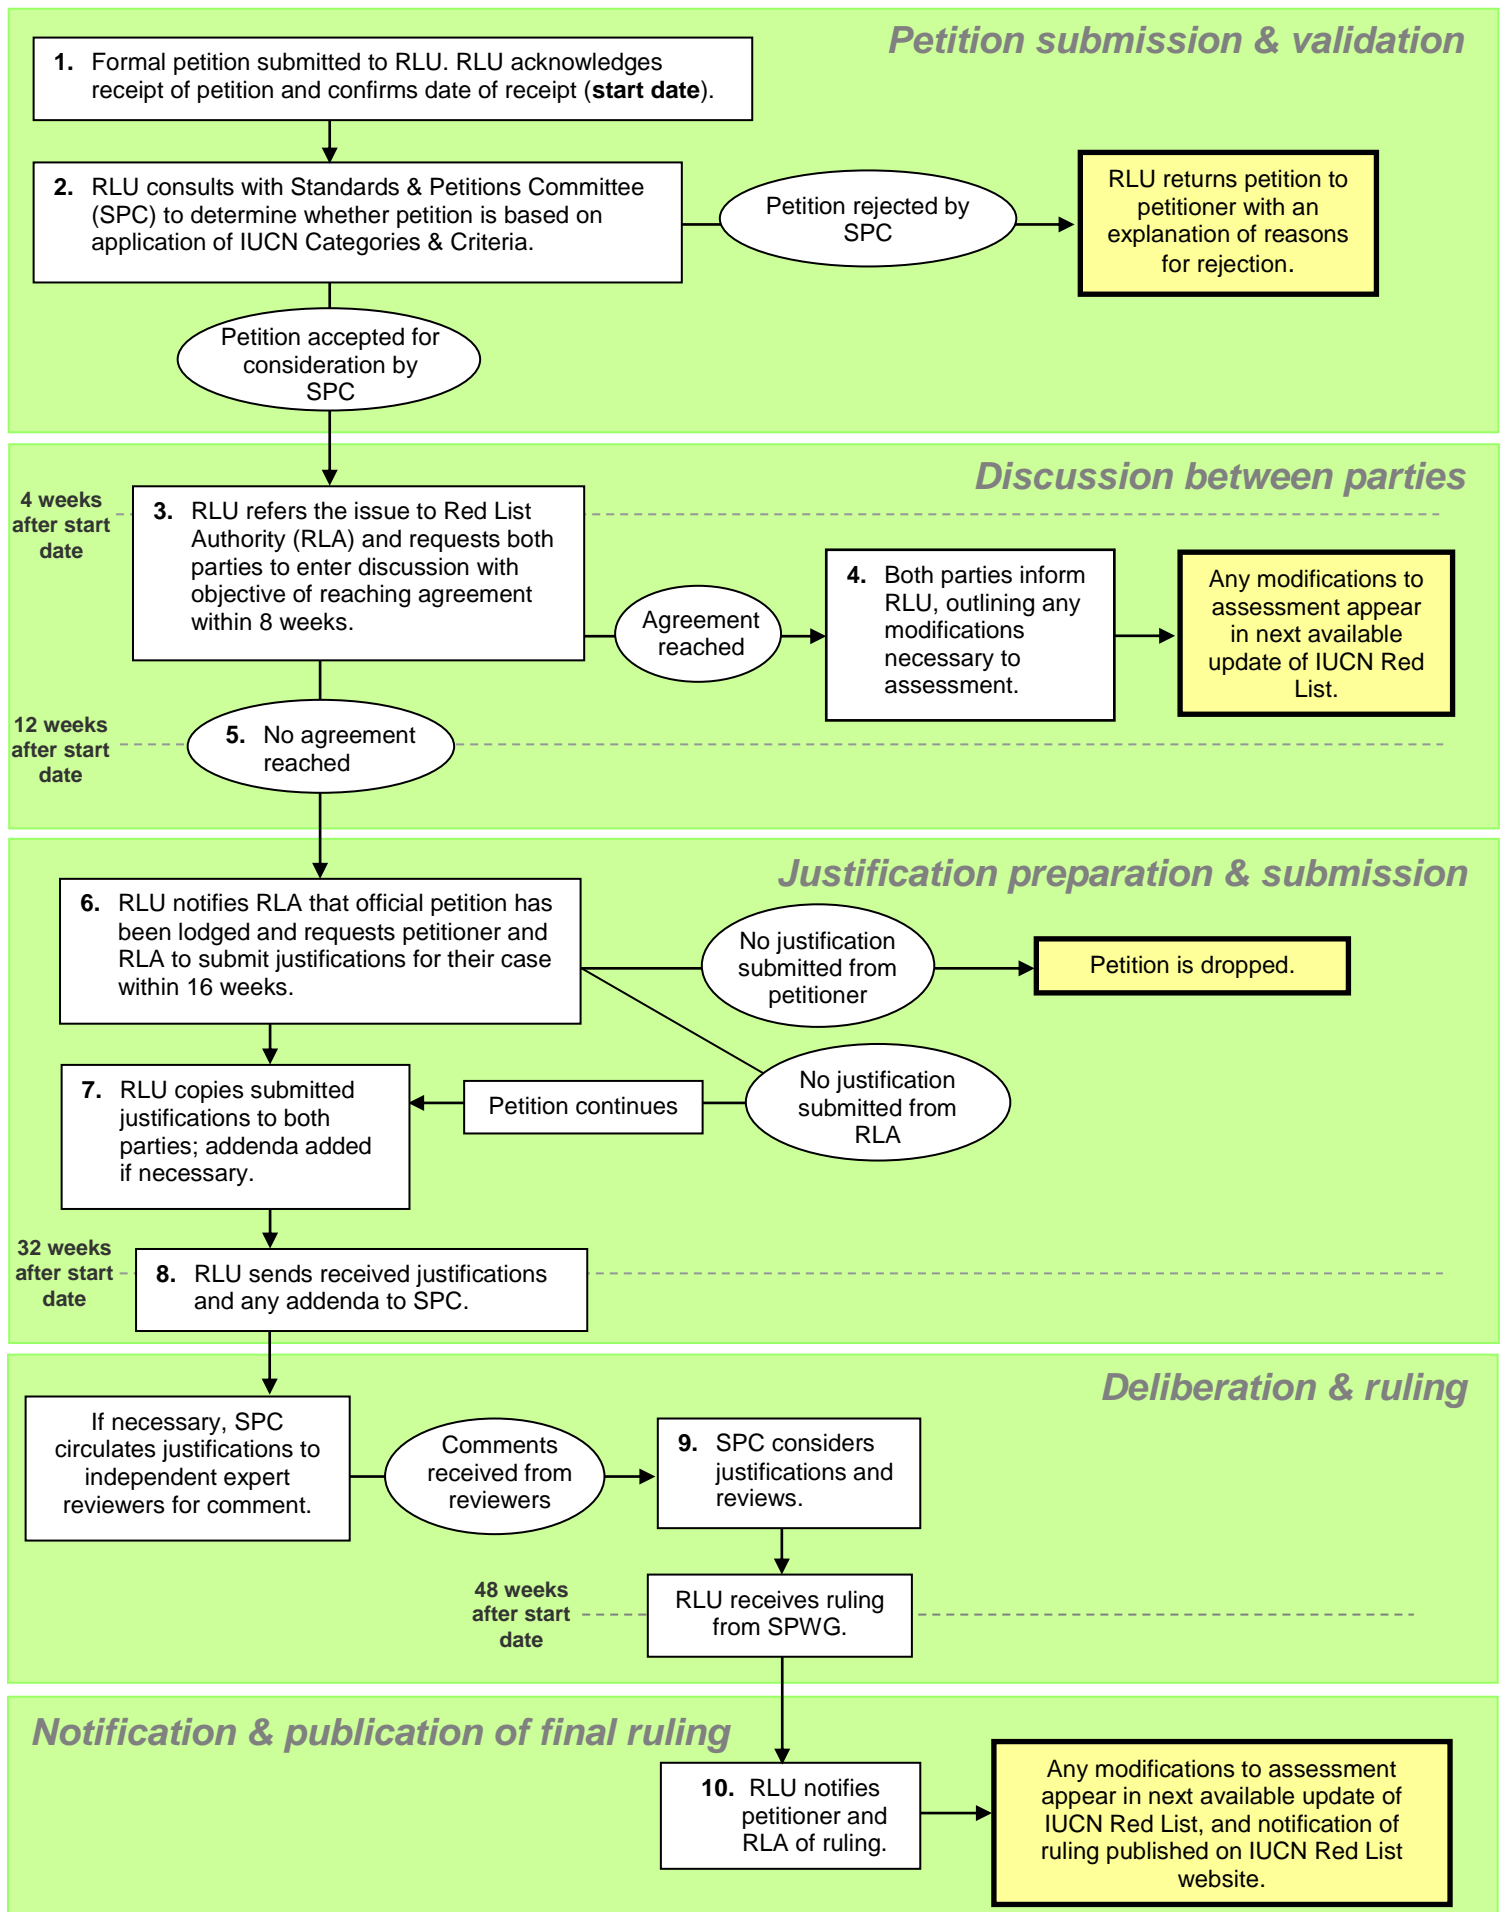 Petition submission & validation
1. Formal petition submitted to RLU. RLU acknowledges
receipt of petition and confirms date of receipt (start date).
2. RLU consults with Standards & Petitions Committee
(SPC) to determine whether petition is based on
application of IUCN Categories & Criteria.
Petition rejected by
SPC
RLU returns petition to
petitioner with an
explanation of reasons
for rejection.
Petition accepted for
consideration by
SPC
Discussion between parties
4 weeks
after start
date
3. RLU refers the issue to Red List
Authority (RLA) and requests both
parties to enter discussion with
objective of reaching agreement
within 8 weeks.
Agreement
reached
4. Both parties inform
RLU, outlining any
modifications
necessary to
assessment.
Any modifications to
assessment appear
in next available
update of IUCN Red
List.
12 weeks
after start
date
5. No agreement
reached
Justification preparation & submission
6. RLU notifies RLA that official petition has
been lodged and requests petitioner and
RLA to submit justifications for their case
within 16 weeks.
No justification
submitted from
petitioner
Petition is dropped.
7. RLU copies submitted
justifications to both
parties; addenda added
if necessary.
Petition continues
No justification
submitted from
RLA
32 weeks
after start
date
8. RLU sends received justifications
and any addenda to SPC.
Deliberation & ruling
If necessary, SPC
circulates justifications to
independent expert
reviewers for comment.
Comments
received from
reviewers
9. SPC considers
justifications and
reviews.
48 weeks
after start
date
RLU receives ruling
from SPWG.
Notification & publication of final ruling
10. RLU notifies
petitioner and
RLA of ruling.
Any modifications to assessment
appear in next available update of
IUCN Red List, and notification of
ruling published on IUCN Red List
website.